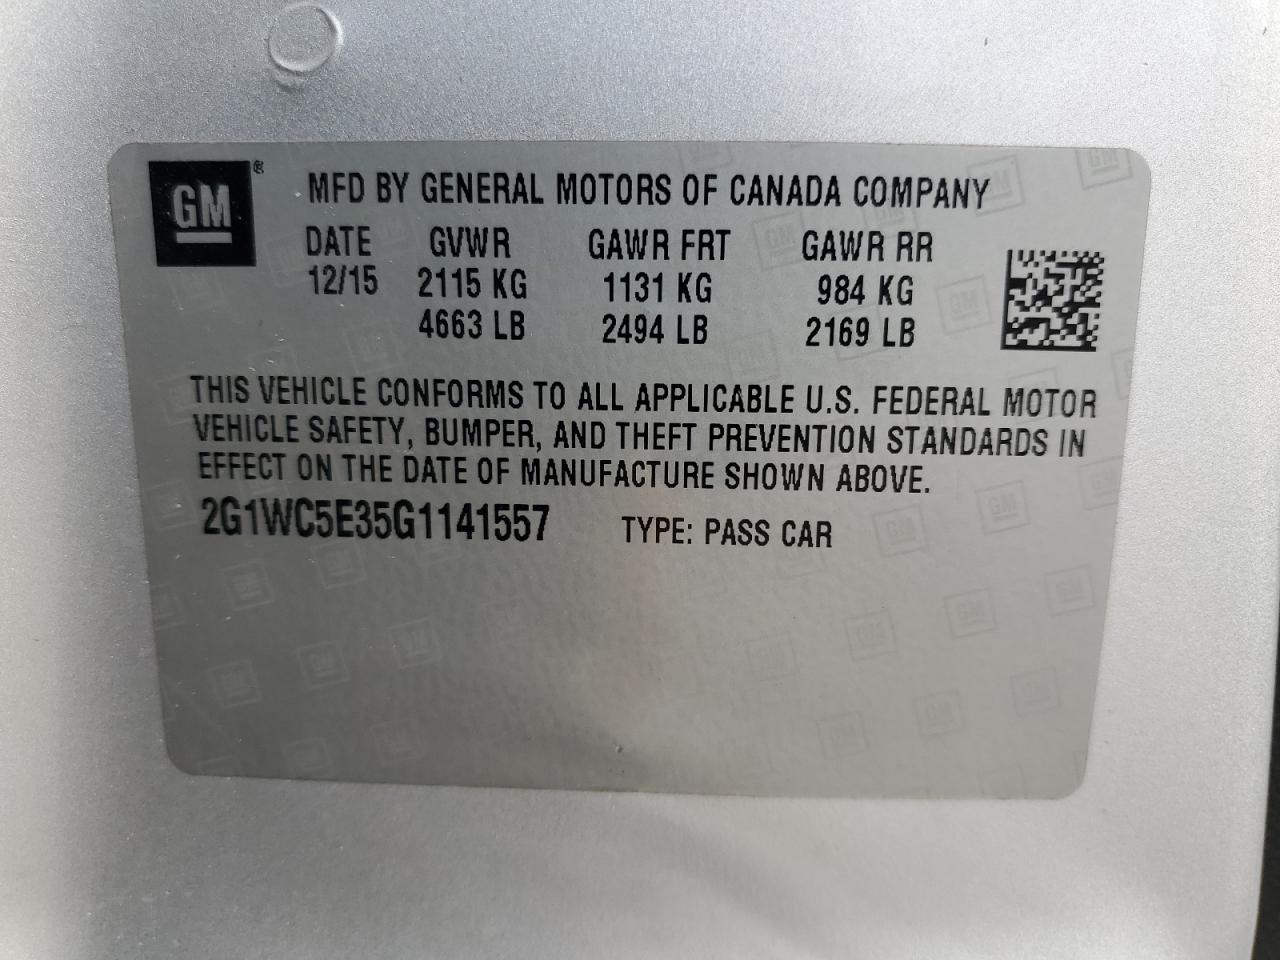 GM ®
MFD BY GENERAL MOTORS OF CANADA COMPANY
DATE GVWR GAWR FRT GAWR RR
12/15 2115 KG 1131 KG 984 KG
4663 LB 2494 LB 2169 LB
THIS VEHICLE CONFORMS TO ALL APPLICABLE U.S. FEDERAL MOTOR
VEHICLE SAFETY, BUMPER, AND THEFT PREVENTION STANDARDS IN
EFFECT ON THE DATE OF MANUFACTURE SHOWN ABOVE.
2G1WC5E35G1141557 TYPE: PASS CAR